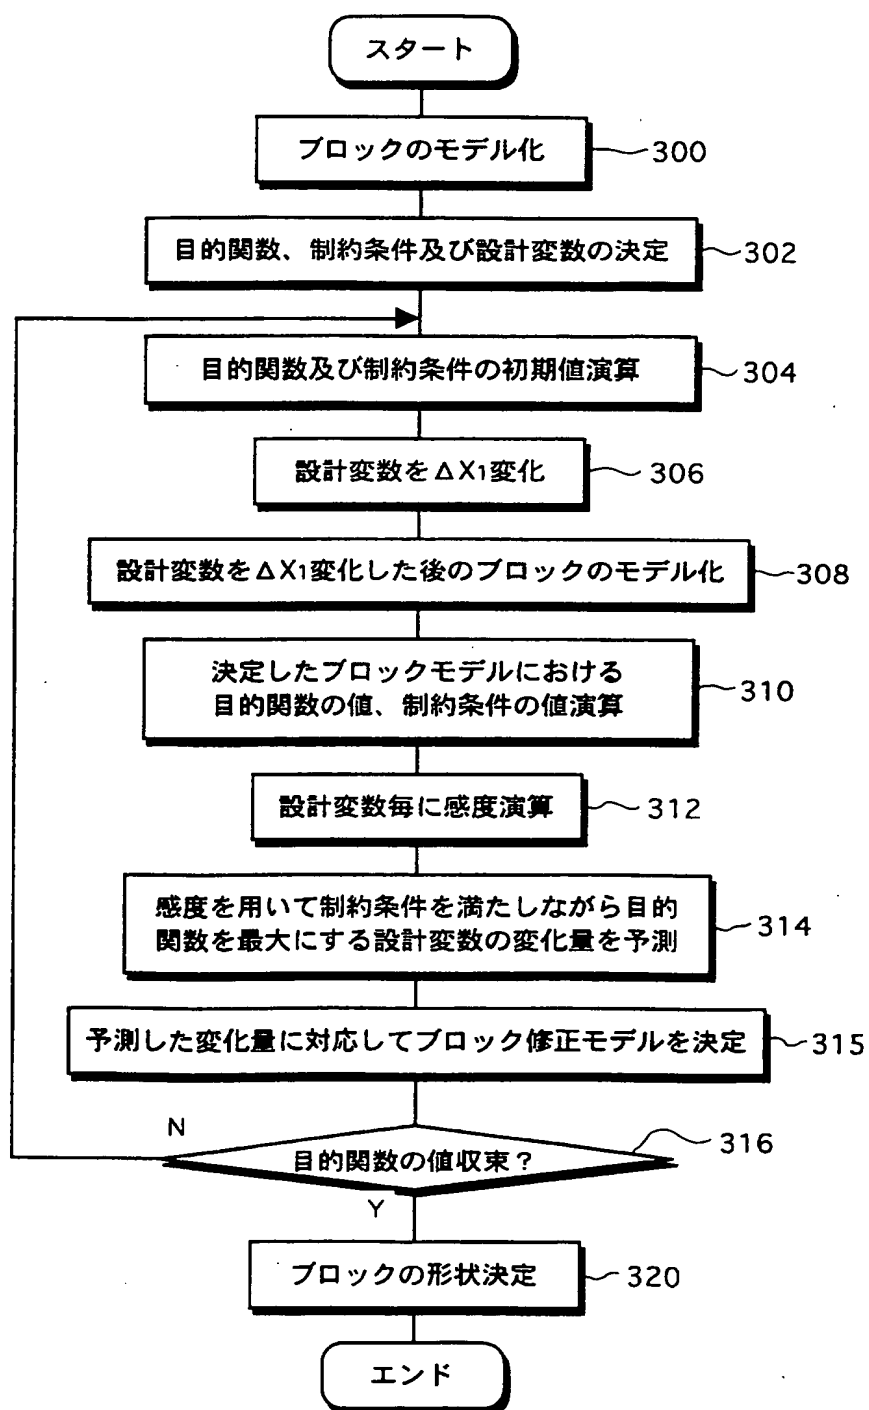 スタート
ブロックのモデル化
300
目的関数、制約条件及び設計変数の決定
302
目的関数及び制約条件の初期値演算
304
設計変数をΔX1変化
306
設計変数をΔX1変化した後のブロックのモデル化
308
決定したブロックモデルにおける
目的関数の値、制約条件の値演算
310
設計変数毎に感度演算
312
感度を用いて制約条件を満たしながら目的
関数を最大にする設計変数の変化量を予測
314
予測した変化量に対応してブロック修正モデルを決定
315
N
目的関数の値収束?
316
Y
ブロックの形状決定
320
エンド